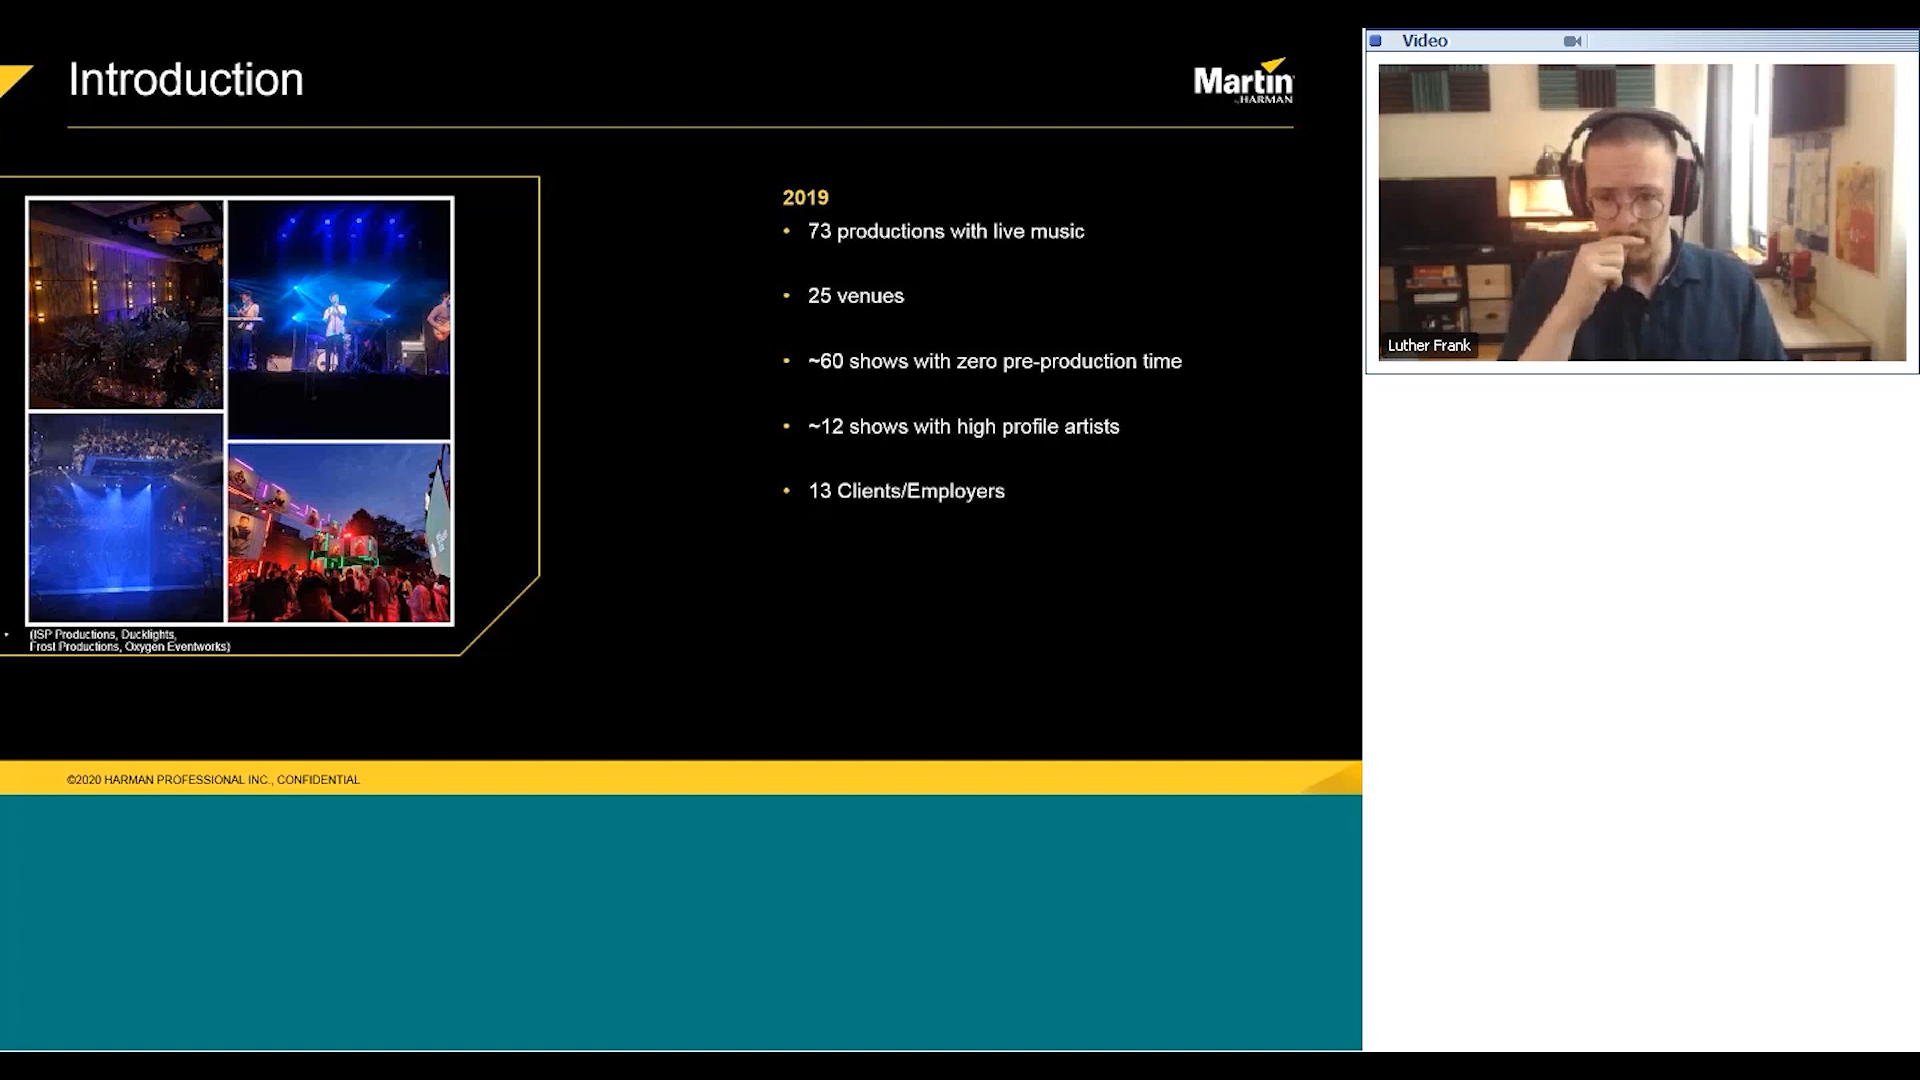 Introduction
Martin
by HARMAN
2019
• 73 productions with live music
• 25 venues
• ~60 shows with zero pre-production time
• ~12 shows with high profile artists
• 13 Clients/Employers
• (ISP Productions, Ducklights,
Frost Productions, Oxygen Eventworks)
©2020 HARMAN PROFESSIONAL INC., CONFIDENTIAL
Video
Luther Frank